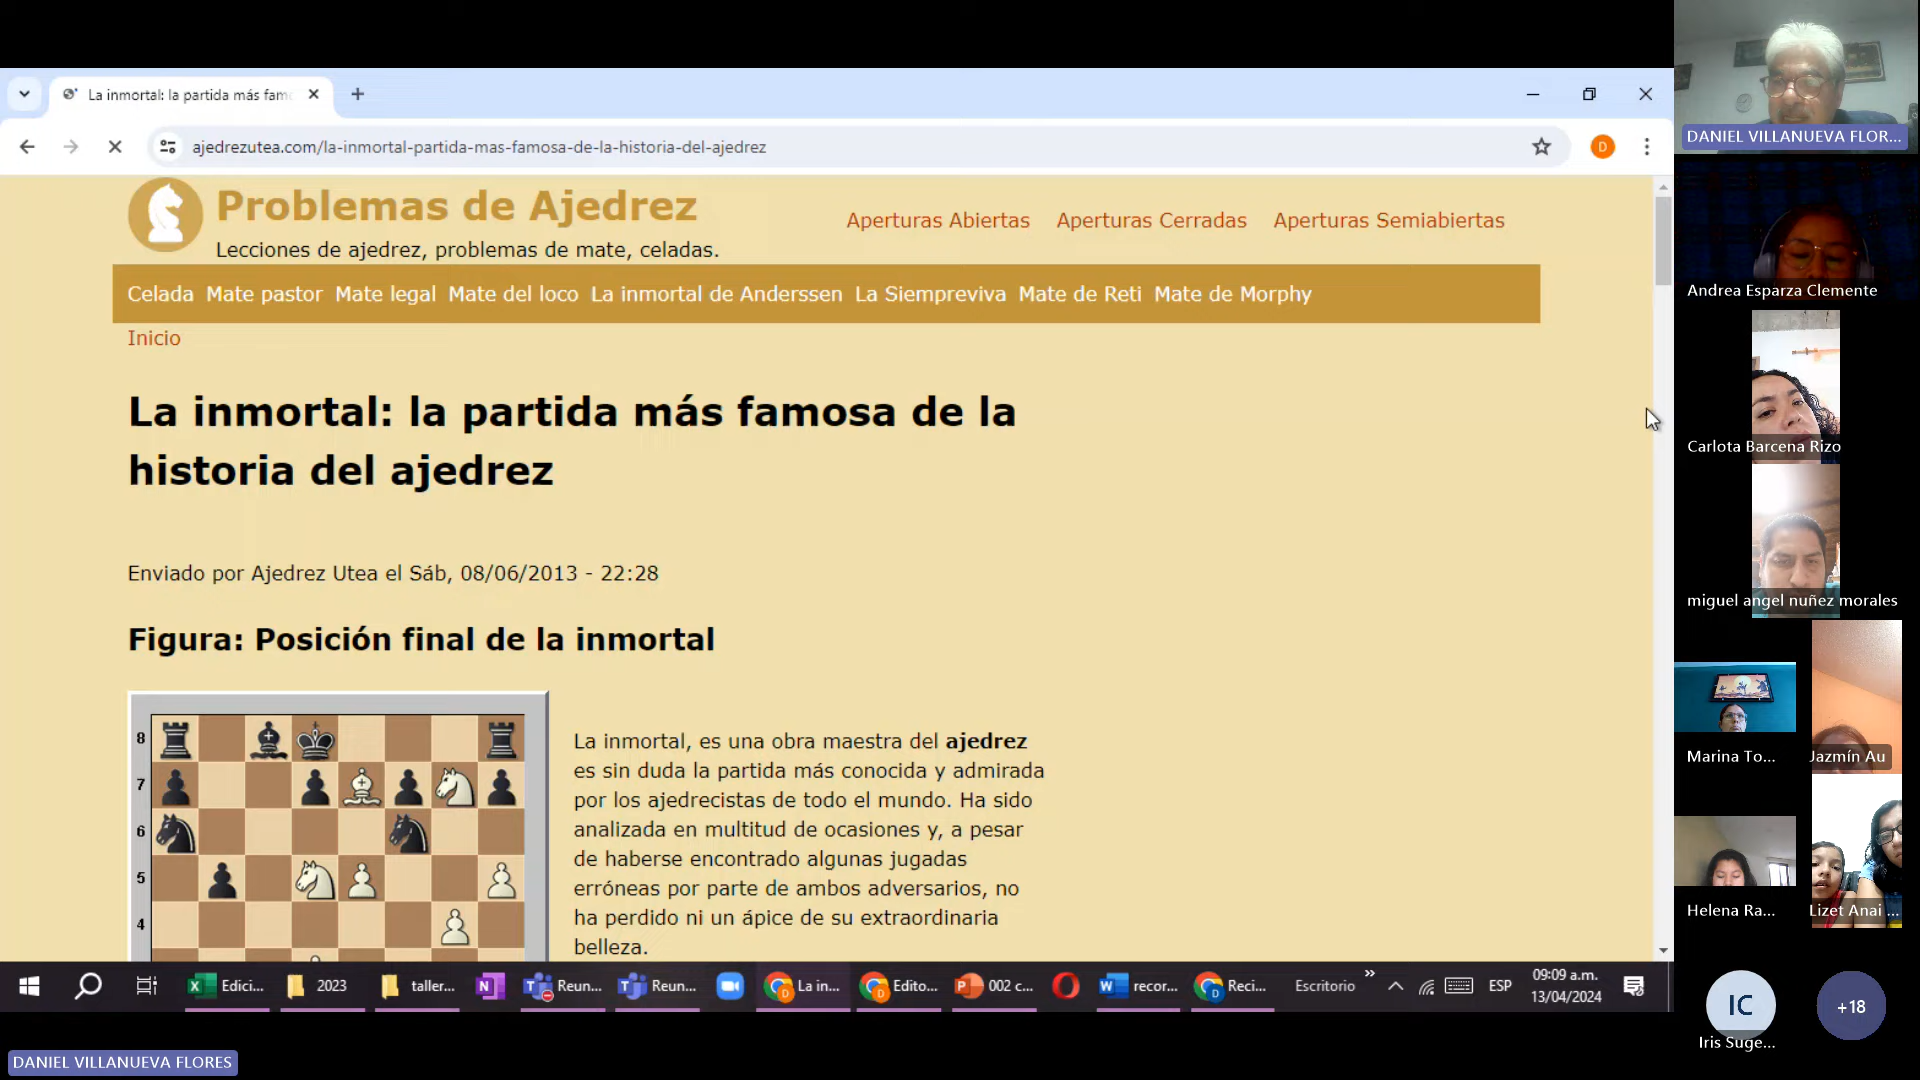 La inmortal: la partida más fam
ajedrezutea.com/la-inmortal-partida-mas-famosa-de-la-historia-del-ajedrez
D
Problemas de Ajedrez
Lecciones de ajedrez, problemas de mate, celadas.
Aperturas Abiertas Aperturas Cerradas Aperturas Semiabiertas
Celada Mate pastor Mate legal Mate del loco La inmortal de Anderssen La Siempreviva Mate de Reti Mate de Morphy
Inicio
La inmortal: la partida más famosa de la
historia del ajedrez
Enviado por Ajedrez Utea el Sáb, 08/06/2013 - 22:28
Figura: Posición final de la inmortal
8
7
6
5
4
La inmortal, es una obra maestra del ajedrez
es sin duda la partida más conocida y admirada
por los ajedrecistas de todo el mundo. Ha sido
analizada en multitud de ocasiones y, a pesar
de haberse encontrado algunas jugadas
erróneas por parte de ambos adversarios, no
ha perdido ni un ápice de su extraordinaria
belleza.
Edici... 2023 taller... Reun... Reun... La in... Edito... 002 c... recor... Reci... Escritorio » ESP
09:09 a.m.
13/04/2024
DANIEL VILLANUEVA FLORES
DANIEL VILLANUEVA FLOR...
Andrea Esparza Clemente
Carlota Barcena Rizo
miguel angel nuñez morales
Marina To...
Jazmín Au
Helena Ra...
Lizet Anai ...
IC
Iris Suge...
+18